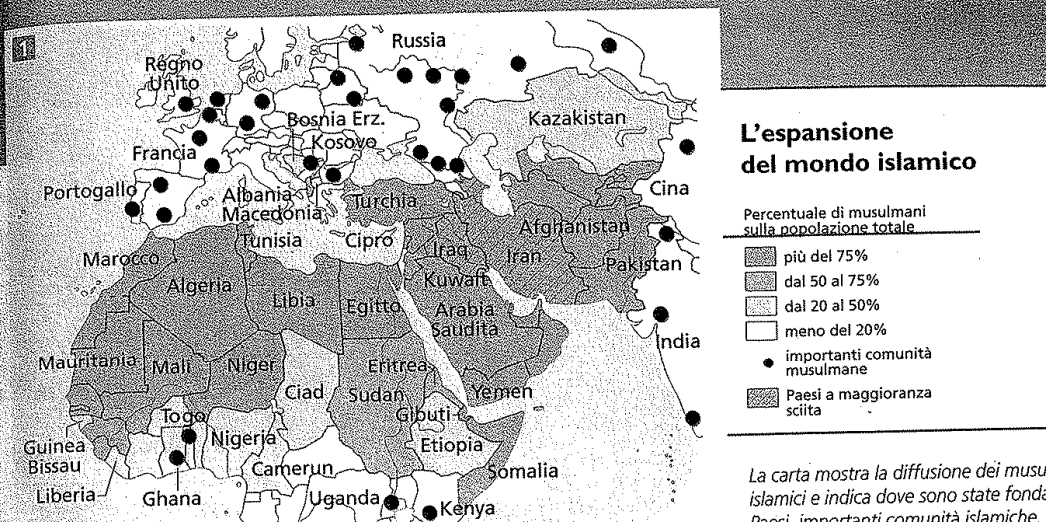 1
Russia
Regno
Unito
Bosnia Erz.
Kazakistan
Kosovo
Francia
Portogallo
Albania
Macedonia
Turchia
Cina
Tunisia
Cipro
Afghanistan
Marocco
Iraq
Iran
Pakistan
Algeria
Libia
Egitto
Kuwait
Arabia
Saudita
India
Mauritania
Mali
Niger
Eritrea
Ciad
Sudan
Yemen
Togo
Gibuti
Guinea
Bissau
Nigeria
Etiopia
Camerun
Somalia
Liberia
Ghana
Uganda
Kenya
L'espansione
del mondo islamico
Percentuale di musulmani
sulla popolazione totale
più del 75%
dal 50 al 75%
dal 20 al 50%
meno del 20%
importanti comunità
musulmane
Paesi a maggioranza
sciita
La carta mostra la diffusione dei
islamici e indica dove sono state
Paesi, importanti comunità islamiche.